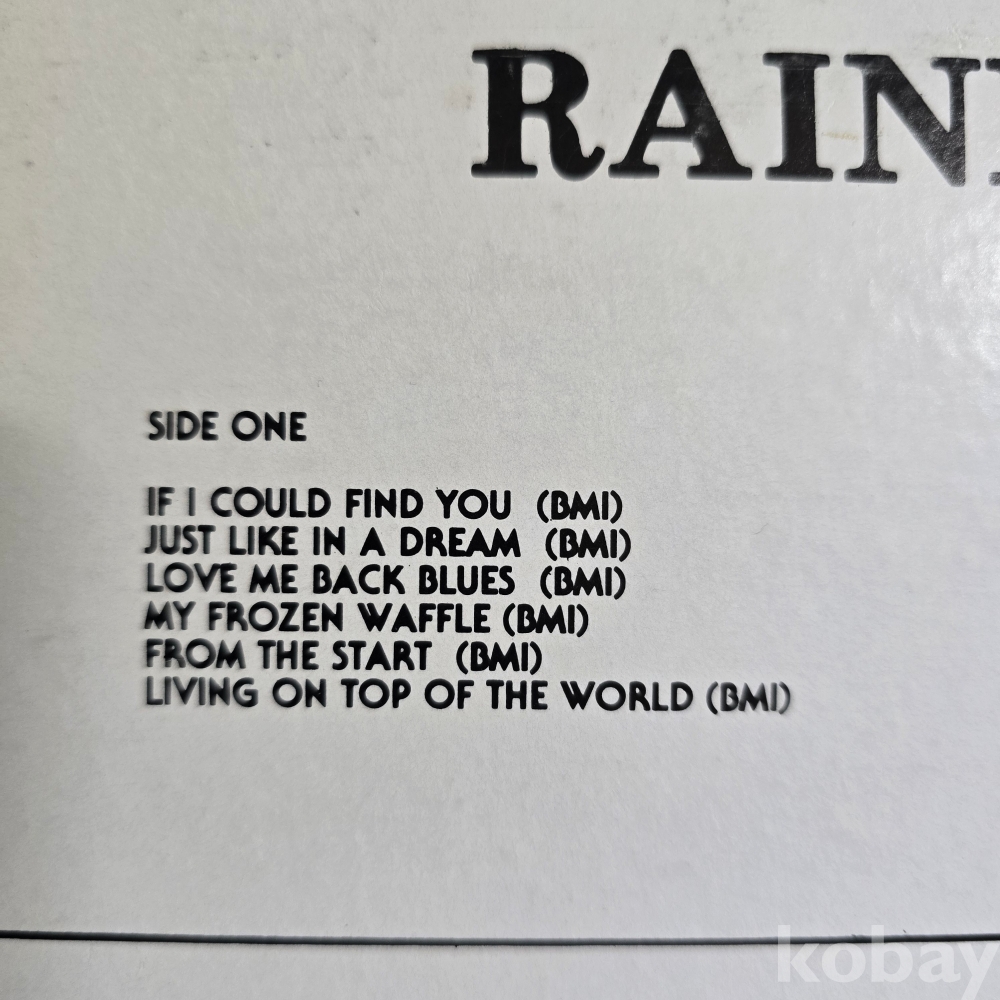 RAIN
SIDE ONE
IF I COULD FIND YOU (BMI)
JUST LIKE IN A DREAM (BMI)
LOVE ME BACK BLUES (BMI)
MY FROZEN WAFFLE (BMI)
FROM THE START (BMI)
LIVING ON TOP OF THE WORLD (BMI)
kobay